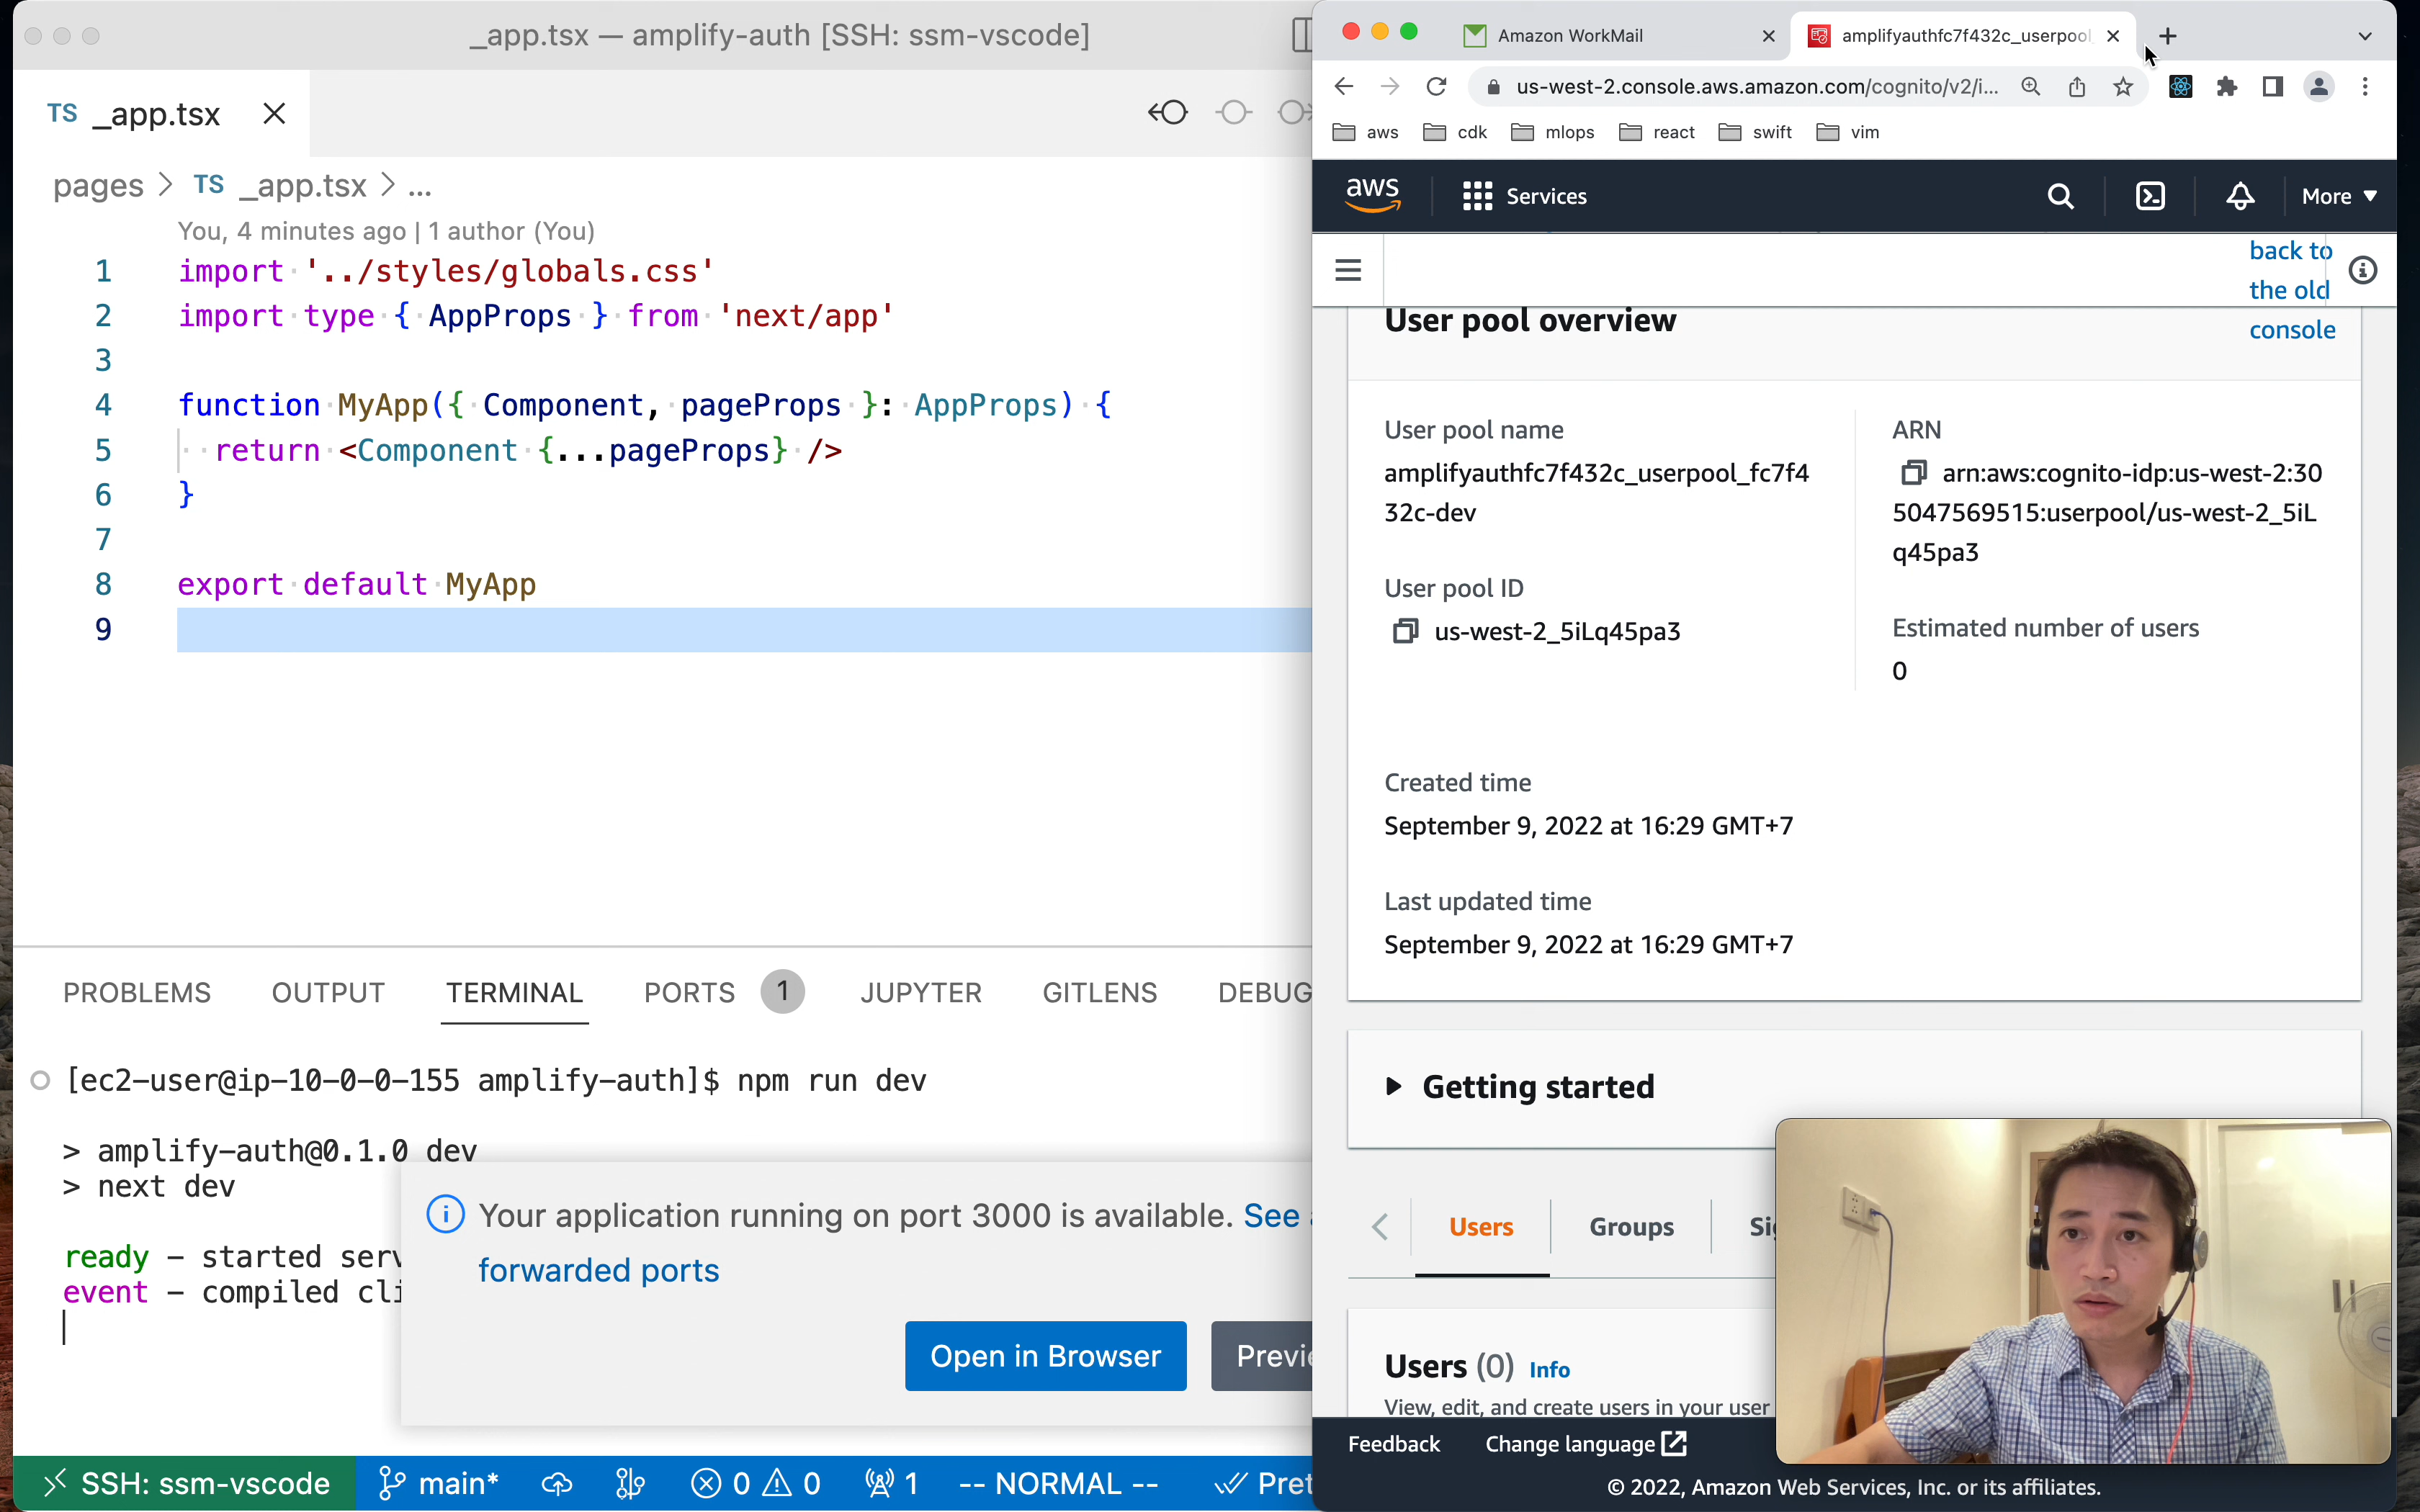 _app.tsx — amplify-auth [SSH: ssm-vscode]
TS _app.tsx
pages > TS _app.tsx > ...
You, 4 minutes ago | 1 author (You)
1 import '../styles/globals.css'
2 import type { AppProps } from 'next/app'
3
4 function MyApp({ Component, pageProps }: AppProps) {
5 return <Component {...pageProps} />
6 }
7
8 export default MyApp
9
PROBLEMS OUTPUT TERMINAL PORTS 1 JUPYTER GITLENS DEBUG
[ec2-user@ip-10-0-0-155 amplify-auth]$ npm run dev
> amplify-auth@0.1.0 dev
> next dev
ready - started serv
event - compiled cli
Your application running on port 3000 is available. See
forwarded ports
Open in Browser Previe
SSH: ssm-vscode main* 0 0 1 -- NORMAL -- Pret
Amazon WorkMail
amplifyauthfc7f432c_userpool
us-west-2.console.aws.amazon.com/cognito/v2/i...
aws cdk mlops react swift vim
aws Services More
back to
the old
console
User pool overview
User pool name
amplifyauthfc7f432c_userpool_fc7f4
32c-dev
User pool ID
us-west-2_5iLq45pa3
ARN
arn:aws:cognito-idp:us-west-2:30
5047569515:userpool/us-west-2_5iL
q45pa3
Estimated number of users
0
Created time
September 9, 2022 at 16:29 GMT+7
Last updated time
September 9, 2022 at 16:29 GMT+7
Getting started
Users Groups Si
Users (0) Info
View, edit, and create users in your user
Feedback Change language
© 2022, Amazon Web Services, Inc. or its affiliates.